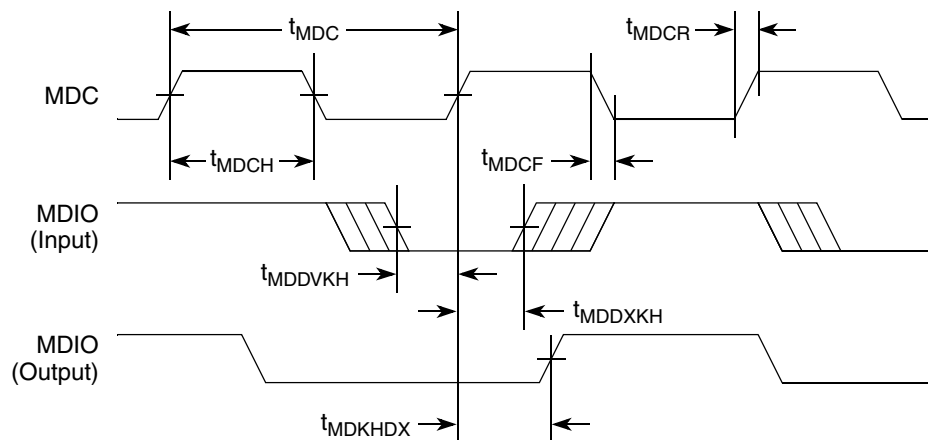 tMDC
tMDCR
MDC
tMDCH
tMDCF
MDIO
(Input)
tMDDVKH
tMDDXKH
MDIO
(Output)
tMDKHDX